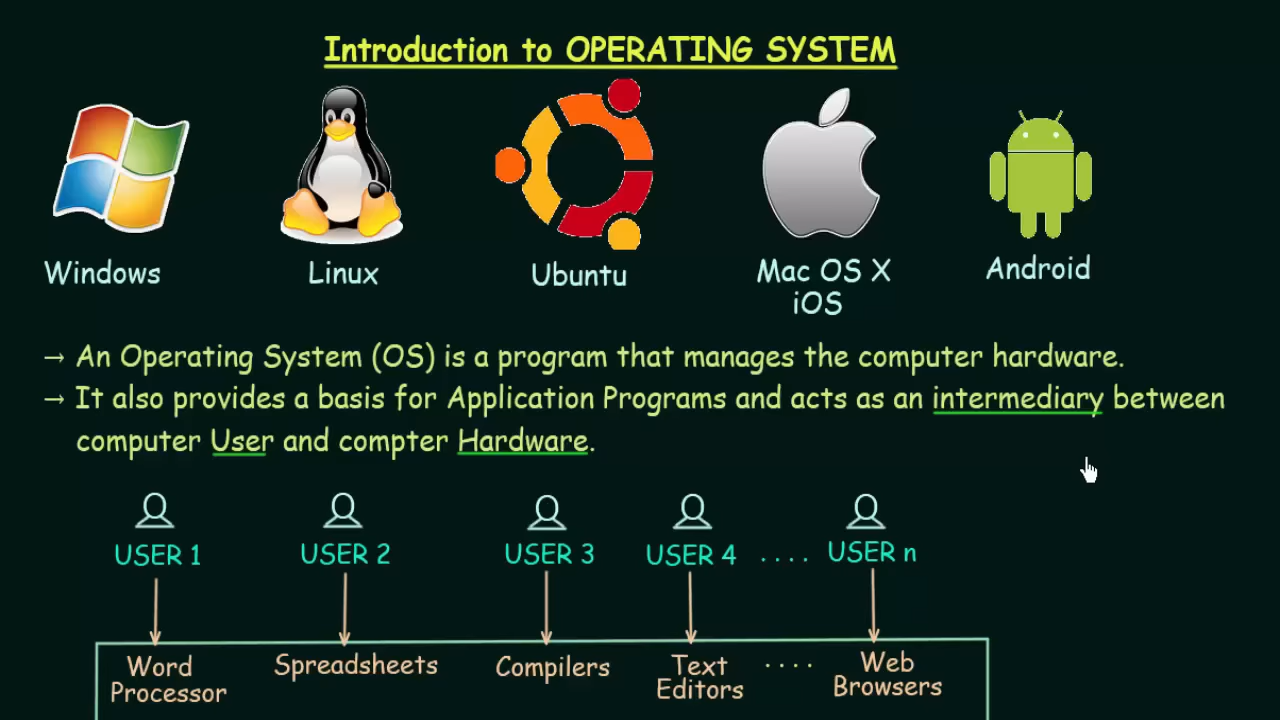 Introduction to OPERATING SYSTEM
Windows
Linux
Ubuntu
Mac OS X
iOS
Android
→ An Operating System (OS) is a program that manages the computer hardware.
→ It also provides a basis for Application Programs and acts as an intermediary between
computer User and compter Hardware.
USER 1
USER 2
USER 3
USER 4
....
USER n
Word
Processor
Spreadsheets
Compilers
Text
Editors
....
Web
Browsers